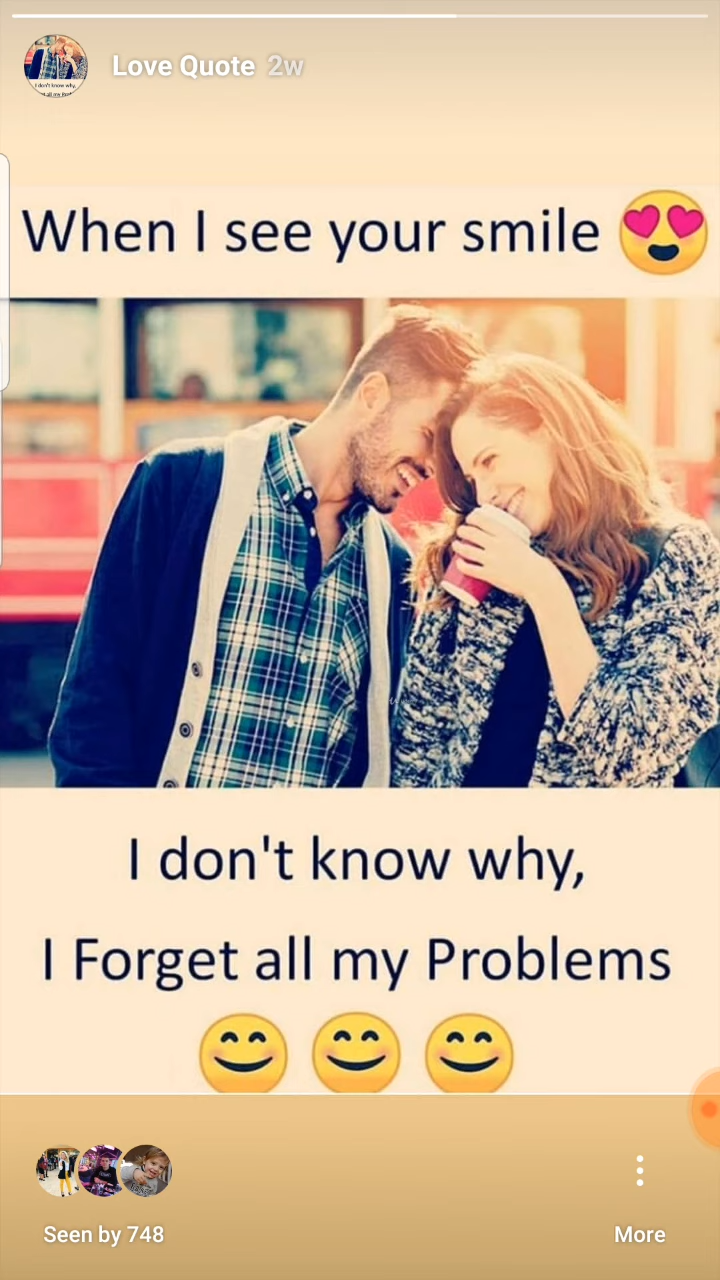 Love Quote 2w
When I see your smile 😍
I don't know why,
I Forget all my Problems
😊 😊 😊
Seen by 748
More